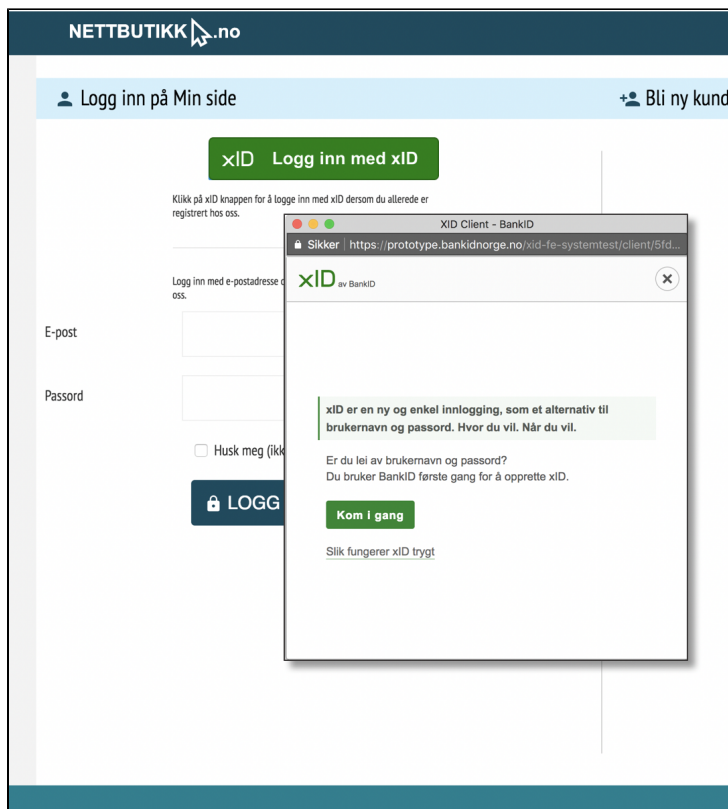 NETTBUTIKK .no
Logg inn på Min side
Bli ny kund
xID Logg inn med xID
Klikk på xID knappen for å logge inn med xID dersom du allerede er
registrert hos oss.
XID Client - BankID
Sikker | https://prototype.bankidnorge.no/xid-fe-systemtest/client/5fd...
xID av BankID
Logg inn med e-postadresse
oss.
E-post
Passord
xID er en ny og enkel innlogging, som et alternativ til
brukernavn og passord. Hvor du vil. Når du vil.
Husk meg (ikk
Er du lei av brukernavn og passord?
Du bruker BankID første gang for å opprette xID.
LOGG
Kom i gang
Slik fungerer xID trygt